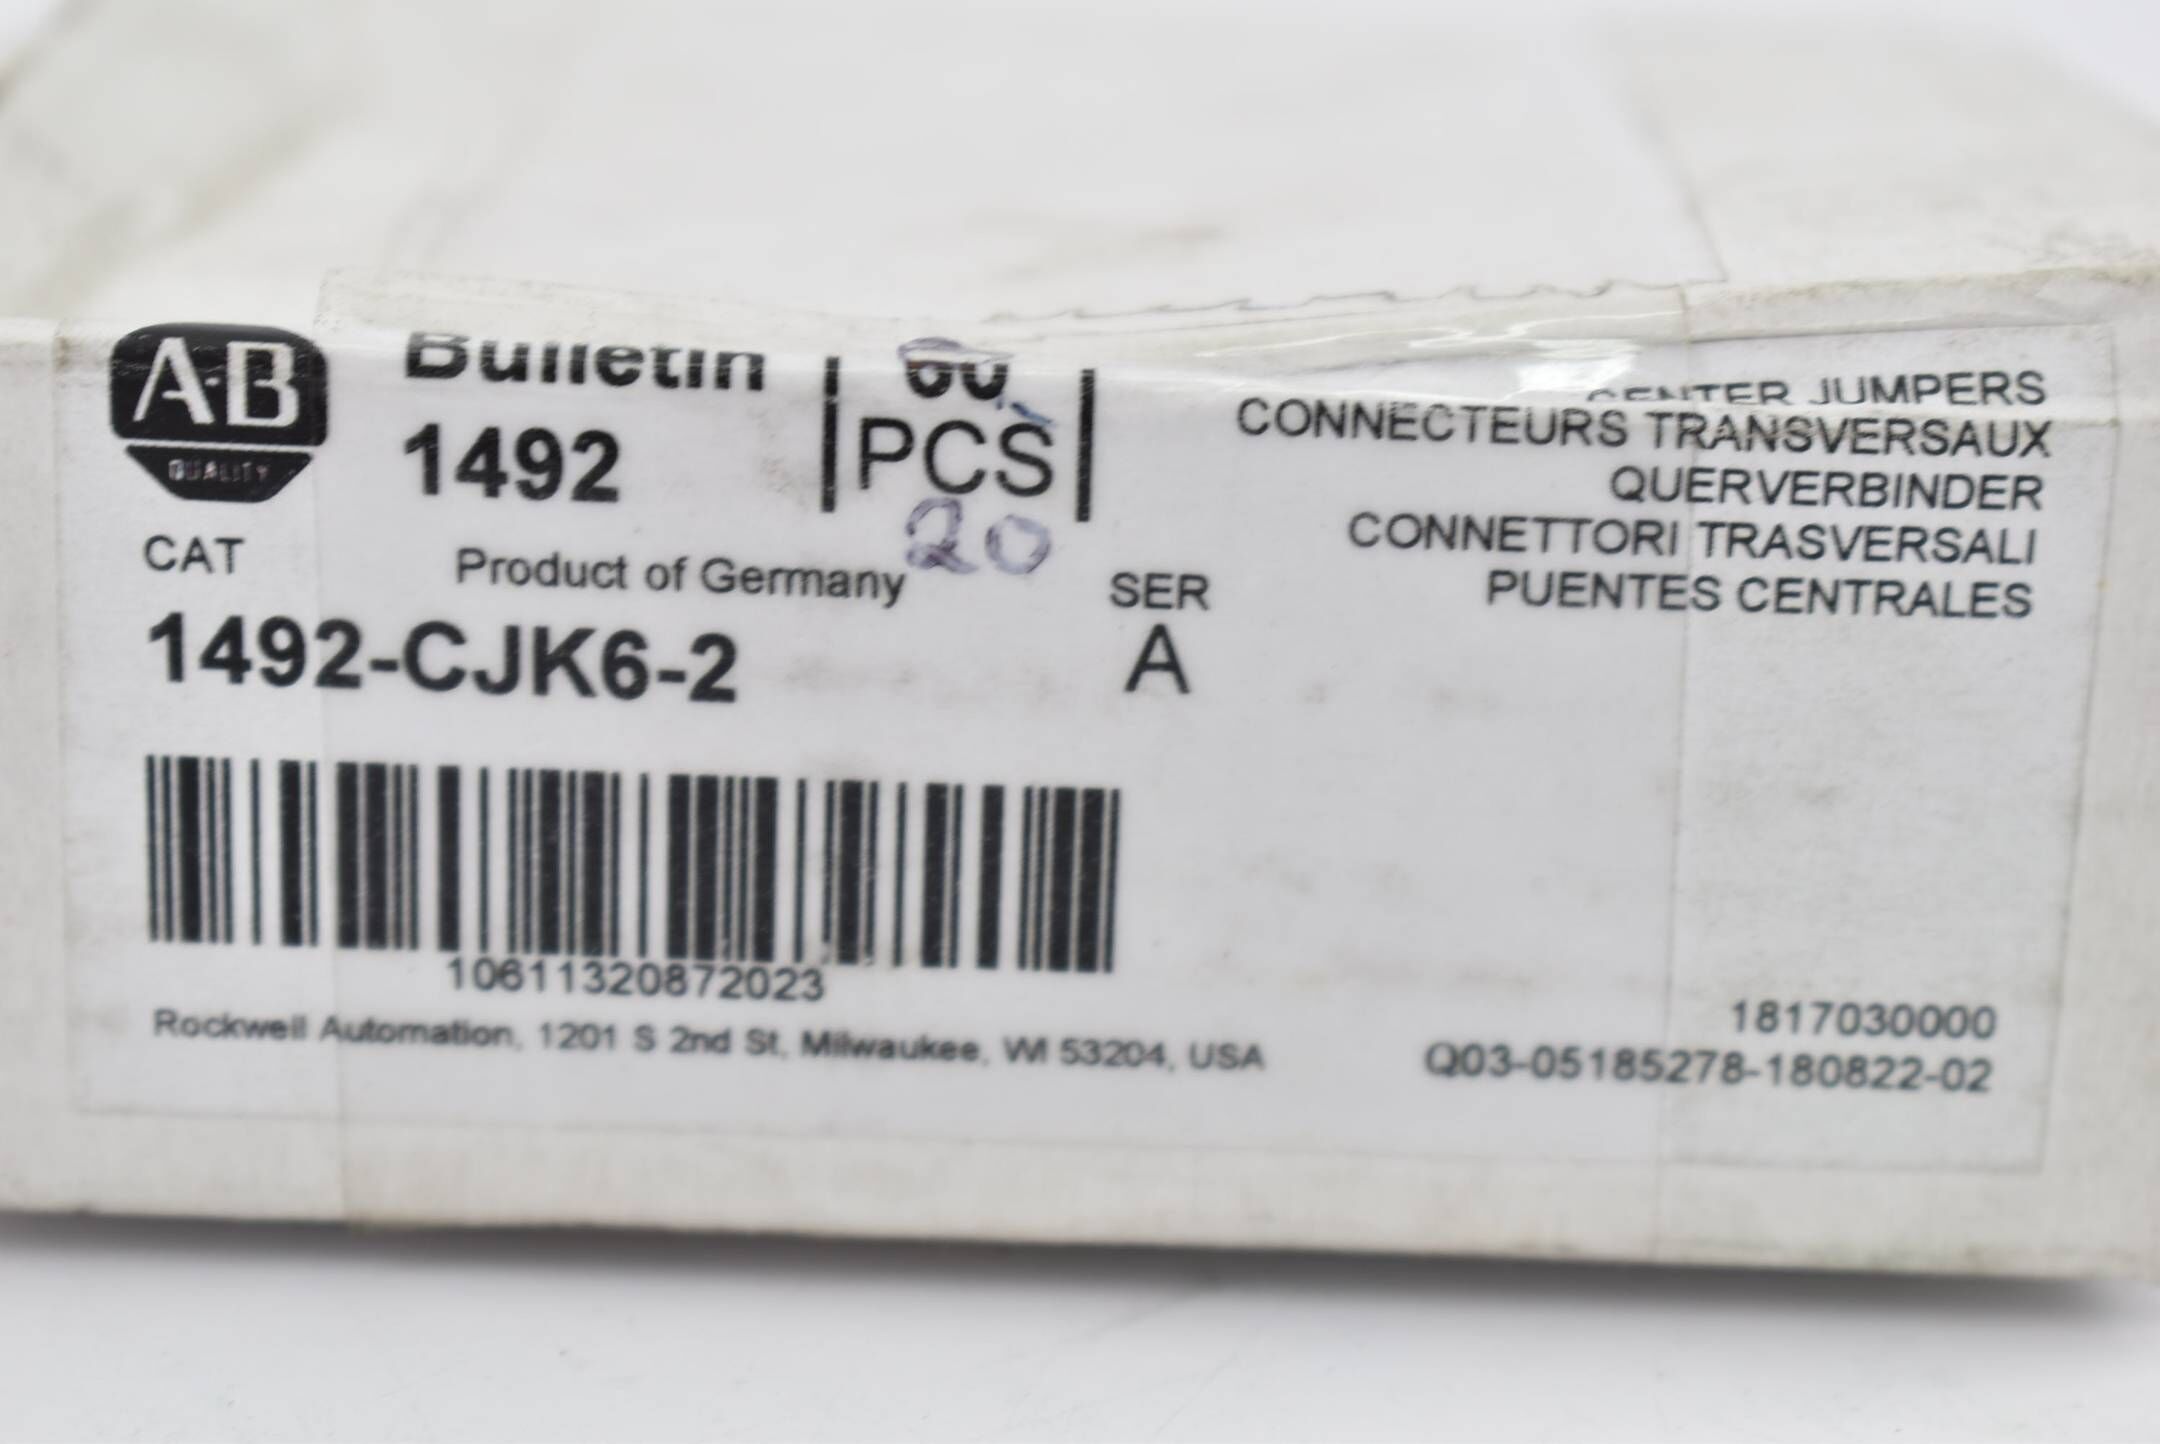 A-B
QUALITY
Bulletin
1492
PCS
20
CENTER JUMPERS
CONNECTEURS TRANSVERSAUX
QUERVERBINDER
CONNETTORI TRASVERSALI
PUENTES CENTRALES
CAT
Product of Germany
SER
1492-CJK6-2
A
10611320872023
Rockwell Automation, 1201 S 2nd St, Milwaukee, WI 53204, USA
1817030000
Q03-05185278-180822-02